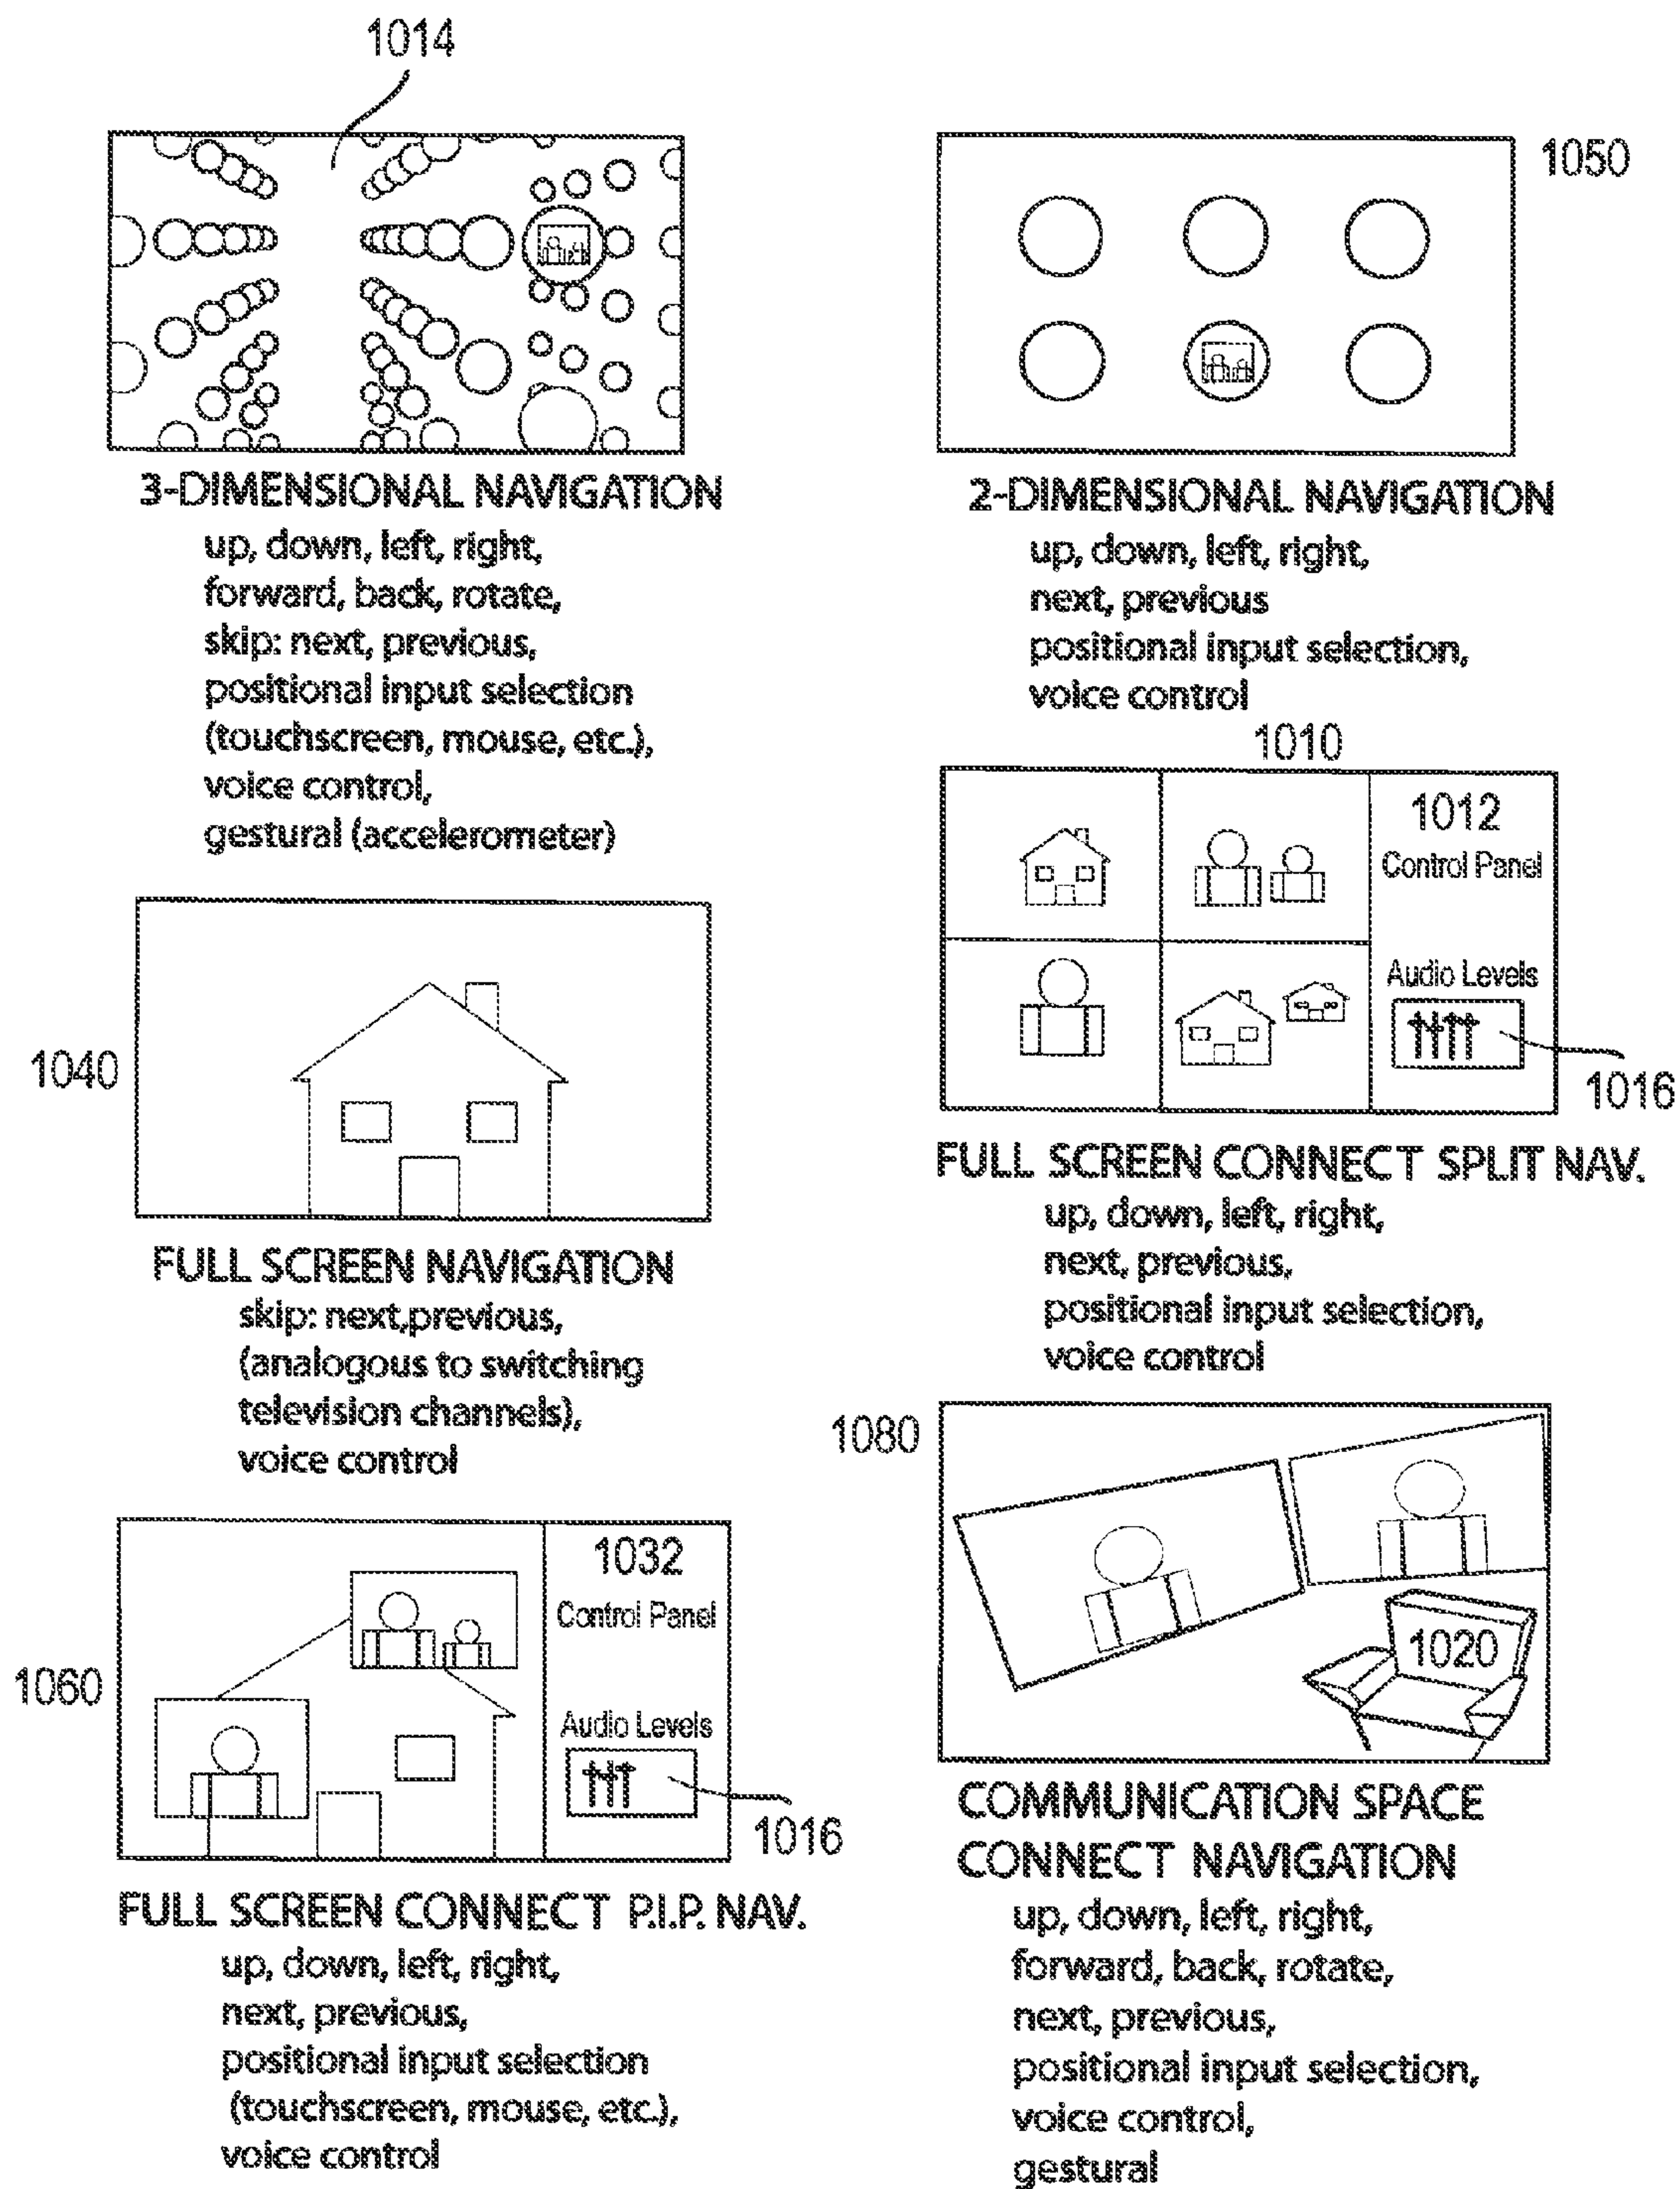 1014
3-DIMENSIONAL NAVIGATION
up, down, left, right,
forward, back, rotate,
skip: next, previous,
positional input selection
(touchscreen, mouse, etc.),
voice control,
gestural (accelerometer)
1050
2-DIMENSIONAL NAVIGATION
up, down, left, right,
next, previous
positional input selection,
voice control
1040
FULL SCREEN NAVIGATION
skip: next,previous,
(analogous to switching
television channels),
voice control
1010
1012
Control Panel
Audio Levels
1016
FULL SCREEN CONNECT SPLIT NAV.
up, down, left, right,
next, previous,
positional input selection,
voice control
1060
1032
Control Panel
Audio Levels
1016
FULL SCREEN CONNECT P.I.P. NAV.
up, down, left, right,
next, previous,
positional input selection
(touchscreen, mouse, etc.),
voice control
1080
1020
COMMUNICATION SPACE
CONNECT NAVIGATION
up, down, left, right,
forward, back, rotate,
next, previous,
positional input selection,
voice control,
gestural